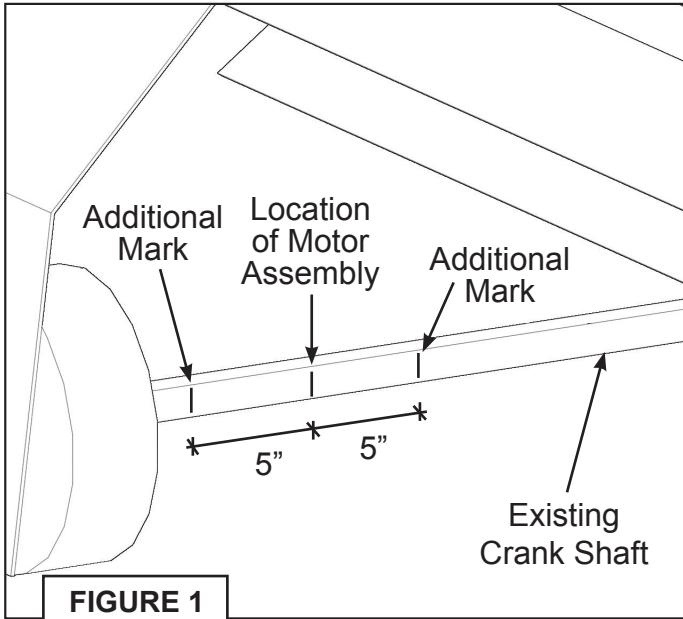 Additional
Mark
Location
of Motor
Assembly
Additional
Mark
5”
5”
Existing
Crank Shaft
FIGURE 1